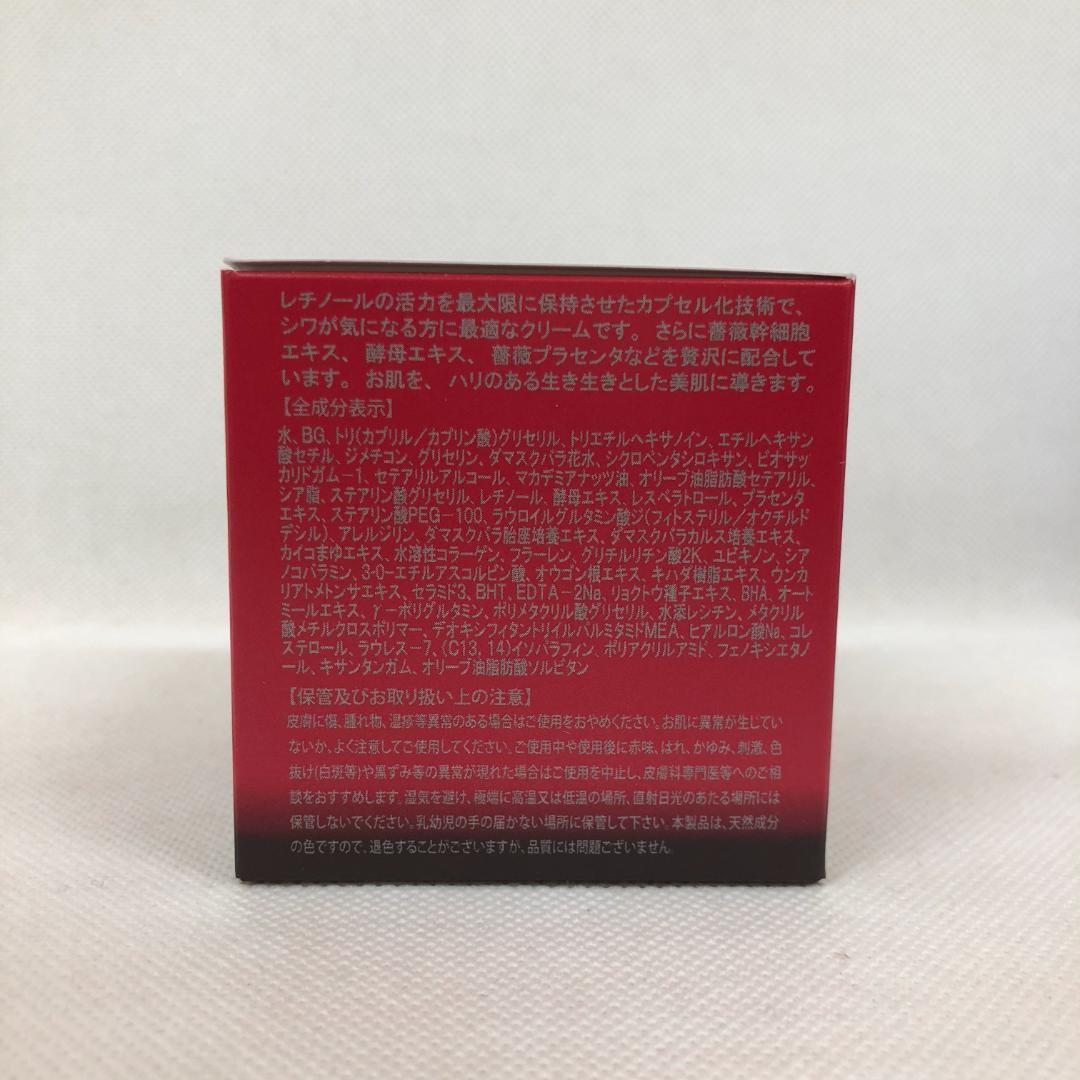 レチノールの活力を最大限に保持させたカプセル化技術で、
シワが気になる方に最適なクリームです。 さらに薔薇幹細胞
エキス、 酵母エキス、 薔薇プラセンタなどを贅沢に配合して
います。 お肌を、 ハリのある生き生きとした美肌に導きます。
【全成分表示】
水、BG、トリ(カプリル/カプリン酸)グリセリル、トリエチルヘキサノイン、エチルヘキサン
酸セチル、ジメチコン、グリセリン、ダマスクバラ花水、シクロペンタシロキサン、ビオサッ
カリドガム-1、セテアリルアルコール、マカデミアナッツ油、オリーブ油脂肪酸セテアリル、
シア脂、ステアリン酸グリセリル、レチノール、酵母エキス、レスベラトロール、プラセンタ
エキス、ステアリン酸PEG-100、ラウロイルグルタミン酸ジ(フィトステリル/オクチルド
デシル)、アレルジリン、ダマスクバラ胎座培養エキス、ダマスクバラカルス培養エキス、
カイコまゆエキス、水溶性コラーゲン、フラーレン、グリチルリチン酸2K、ユビキノン、シア
ノコバラミン、3-0-エチルアスコルビン酸、オウゴン根エキス、キハダ樹脂エキス、ウンカ
リアトメントサエキス、セラミド3、BHT、EDTA-2Na、リョクトウ種子エキス、BHA、オート
ミールエキス、γ-ポリグルタミン、ポリメタクリル酸グリセリル、水添レシチン、メタクリル
酸メチルクロスポリマー、デオキシフィタントリイルパルミタミドMEA、ヒアルロン酸Na、コレ
ステロール、ラウレス-7、(C13, 14)イソパラフィン、ポリアクリルアミド、フェノキシエタノ
ール、キサンタンガム、オリーブ油脂肪酸ソルビタン
【保管及びお取り扱い上の注意】
皮膚に傷、腫れ物、湿疹等異常のある場合はご使用をおやめください。お肌に異常が生じてい
ないか、よく注意してご使用してください。ご使用中や使用後に赤味、はれ、かゆみ、刺激、色
抜け(白斑等)や黒ずみ等の異常が現れた場合はご使用を中止し、皮膚科専門医等へのご相
談をおすすめします。湿気を避け、極端に高温又は低温の場所、直射日光のあたる場所には
保管しないでください。乳幼児の手の届かない場所に保管して下さい。本製品は、天然成分
の色ですので、退色することがございますが、品質には問題ございません。